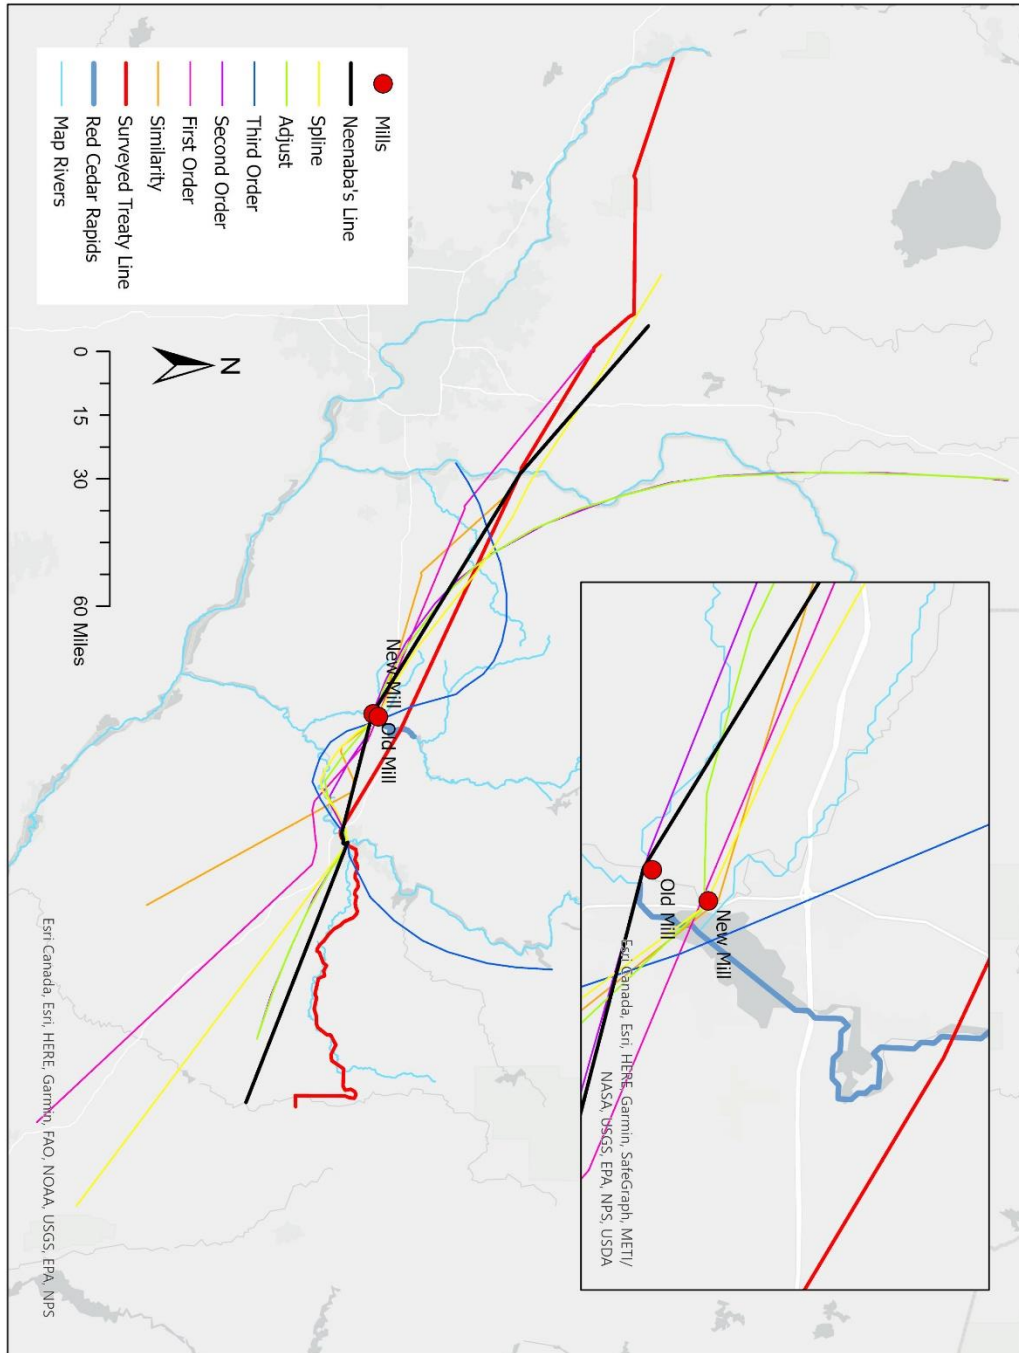 Mills
Neenaba's Line
Spline
Adjust
Third Order
Second Order
First Order
Similarity
Surveyed Treaty Line
Red Cedar Rapids
Map Rivers
N
0 15 30 60 Miles
New Mill
Old Mill
New Mill
Old Mill
Esri Canada, Esri, HERE, Garmin, SafeGraph, METI/
NASA, USGS, EPA, NPS, USDA
Esri Canada, Esri, HERE, Garmin, FAO, NOAA, USGS, EPA, NPS